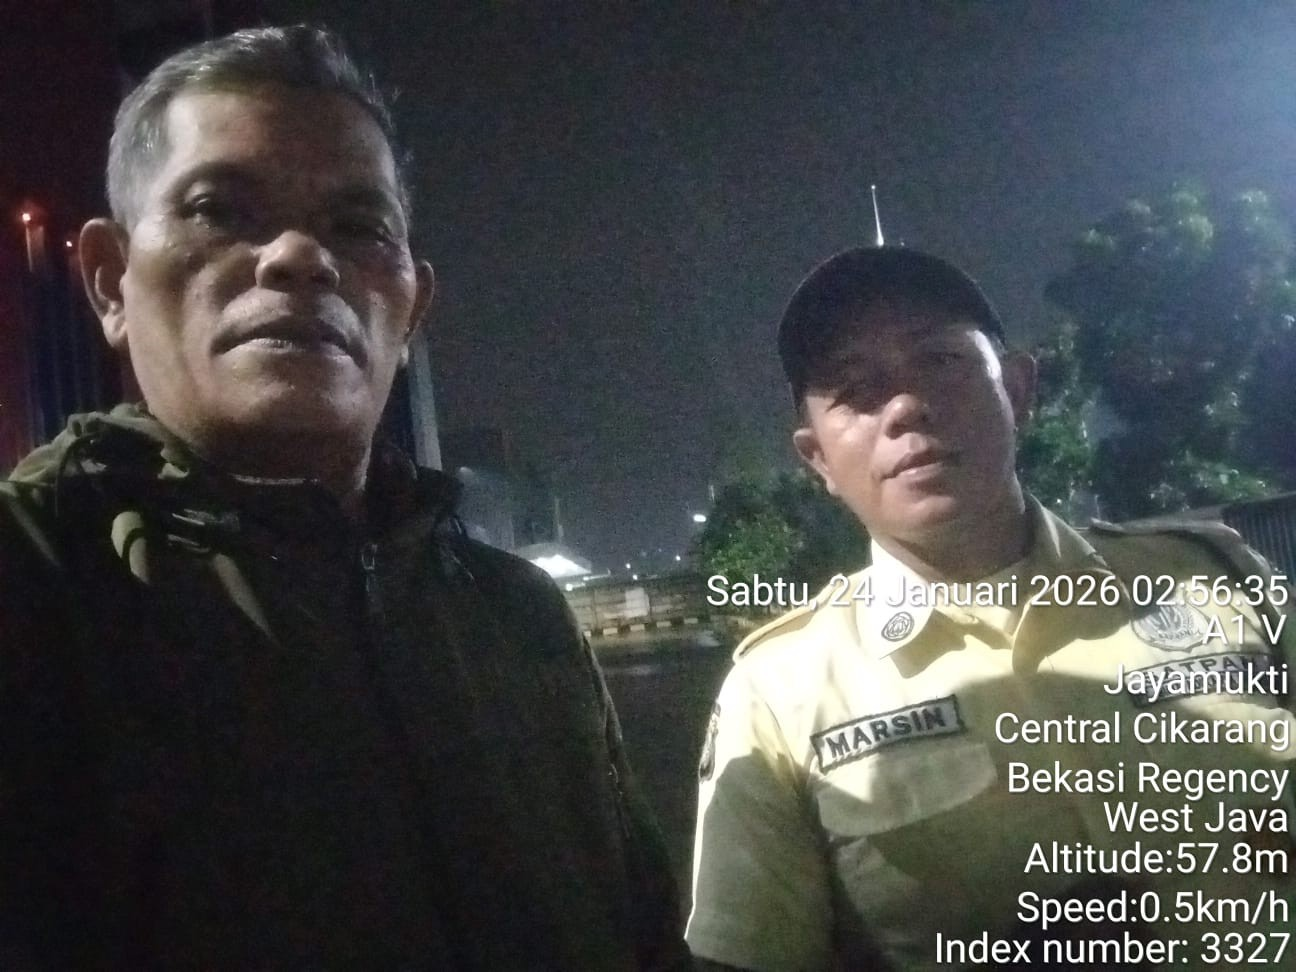 Sabtu, 24 Januari 2026 02:56:35
A1 V
Jayamukti
Central Cikarang
Bekasi Regency
West Java
Altitude:57.8m
Speed:0.5km/h
Index number: 3327
MARSIN
SATPAM